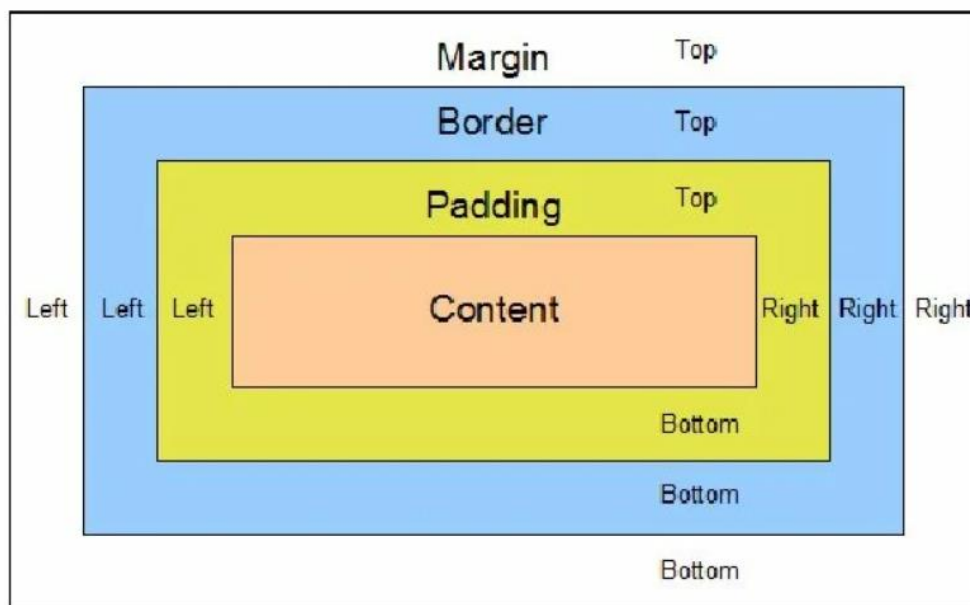 Margin Top
Border Top
Padding Top
Left Left Left Content Right Right Right
Bottom
Bottom
Bottom